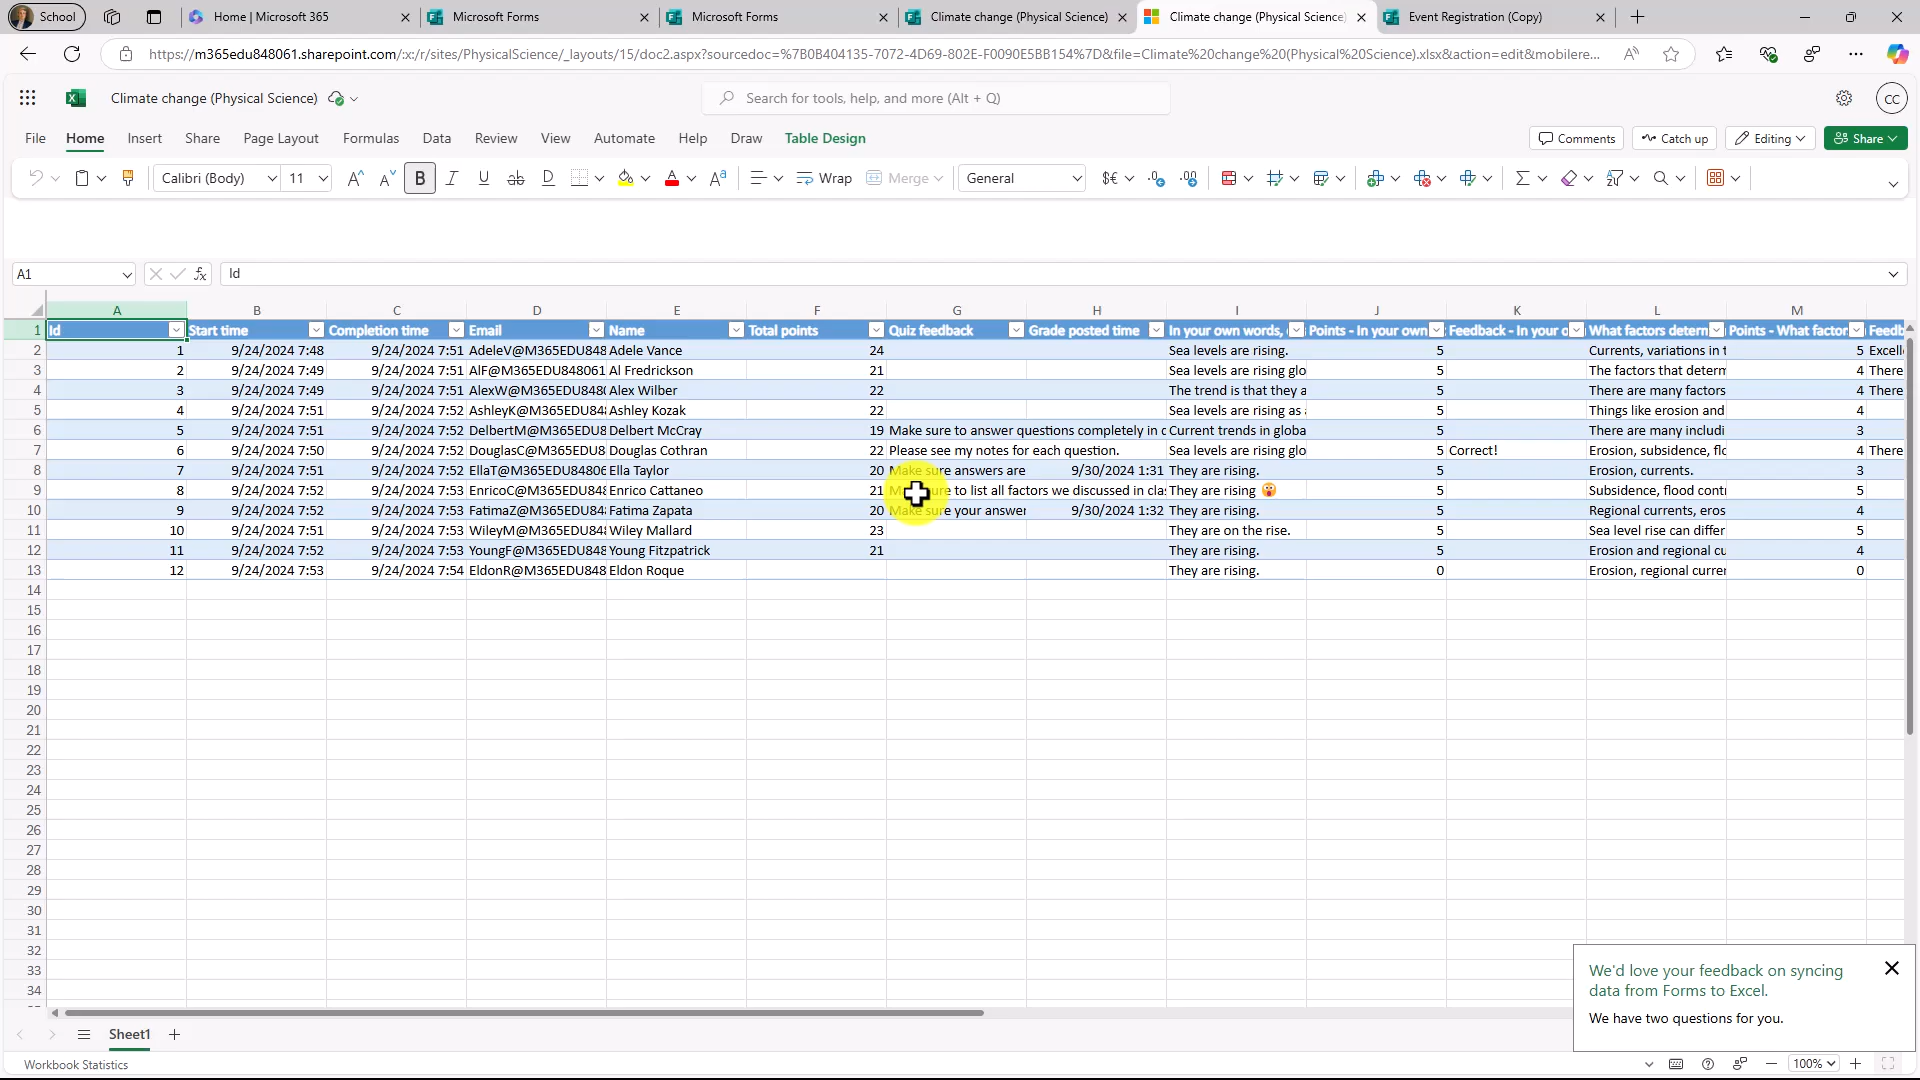 School
Home | Microsoft 365
Microsoft Forms
Microsoft Forms
Climate change (Physical Science)
Climate change (Physical Science)
Event Registration (Copy)
https://m365edu848061.sharepoint.com/:x:/r/sites/PhysicalScience/_layouts/15/doc2.aspx?sourcedoc=%7B0B404135-7072-4D69-802E-F0090E5BB154%7D&file=Climate%20change%20(Physical%20Science).xlsx&action=edit&mobilere...
Climate change (Physical Science)
Search for tools, help, and more (Alt + Q)
CC
File Home Insert Share Page Layout Formulas Data Review View Automate Help Draw Table Design
Comments Catch up Editing Share
Calibri (Body) 11 Wrap Merge General
A1 Id
A B C D E F G H I J K L M
1 Id Start time Completion time Email Name Total points Quiz feedback Grade posted time In your own words, Points - In your own Feedback - In your o What factors determ Points - What factor Feedb
2 1 9/24/2024 7:48 9/24/2024 7:51 AdeleV@M365EDU848 Adele Vance 24 Sea levels are rising. 5 Currents, variations in t 5 Excell
3 2 9/24/2024 7:49 9/24/2024 7:51 AlF@M365EDU848061 Al Fredrickson 21 Sea levels are rising glo 5 The factors that determ 4 There
4 3 9/24/2024 7:49 9/24/2024 7:51 AlexW@M365EDU848 Alex Wilber 22 The trend is that they a 5 There are many factors 4 There
5 4 9/24/2024 7:51 9/24/2024 7:52 AshleyK@M365EDU848 Ashley Kozak 22 Sea levels are rising as 5 Things like erosion and 4
6 5 9/24/2024 7:51 9/24/2024 7:52 DelbertM@M365EDU8 Delbert McCray 19 Make sure to answer questions completely in c Current trends in globa 5 There are many includi 3
7 6 9/24/2024 7:50 9/24/2024 7:52 DouglasC@M365EDU8 Douglas Cothran 22 Please see my notes for each question. Sea levels are rising glo 5 Correct! Erosion, subsidence, flo 4 There
8 7 9/24/2024 7:51 9/24/2024 7:52 EllaT@M365EDU84806 Ella Taylor 20 Make sure answers are 9/30/2024 1:31 They are rising. 5 Erosion, currents. 3
9 8 9/24/2024 7:52 9/24/2024 7:53 EnricoC@M365EDU848 Enrico Cattaneo 21 to list all factors we discussed in clas They are rising 😲 5 Subsidence, flood contr 5
10 9 9/24/2024 7:52 9/24/2024 7:53 FatimaZ@M365EDU84 Fatima Zapata 20 Make sure your answer 9/30/2024 1:32 They are rising. 5 Regional currents, eros 4
11 10 9/24/2024 7:51 9/24/2024 7:53 WileyM@M365EDU848 Wiley Mallard 23 They are on the rise. 5 Sea level rise can differ 5
12 11 9/24/2024 7:52 9/24/2024 7:53 YoungF@M365EDU848 Young Fitzpatrick 21 They are rising. 5 Erosion and regional cu 4
13 12 9/24/2024 7:53 9/24/2024 7:54 EldonR@M365EDU848 Eldon Roque They are rising. 0 Erosion, regional currer 0
14
15
16
17
18
19
20
21
22
23
24
25
26
27
28
29
30
31
32
33
34
We'd love your feedback on syncing
data from Forms to Excel.
We have two questions for you.
Sheet1
Workbook Statistics
100%